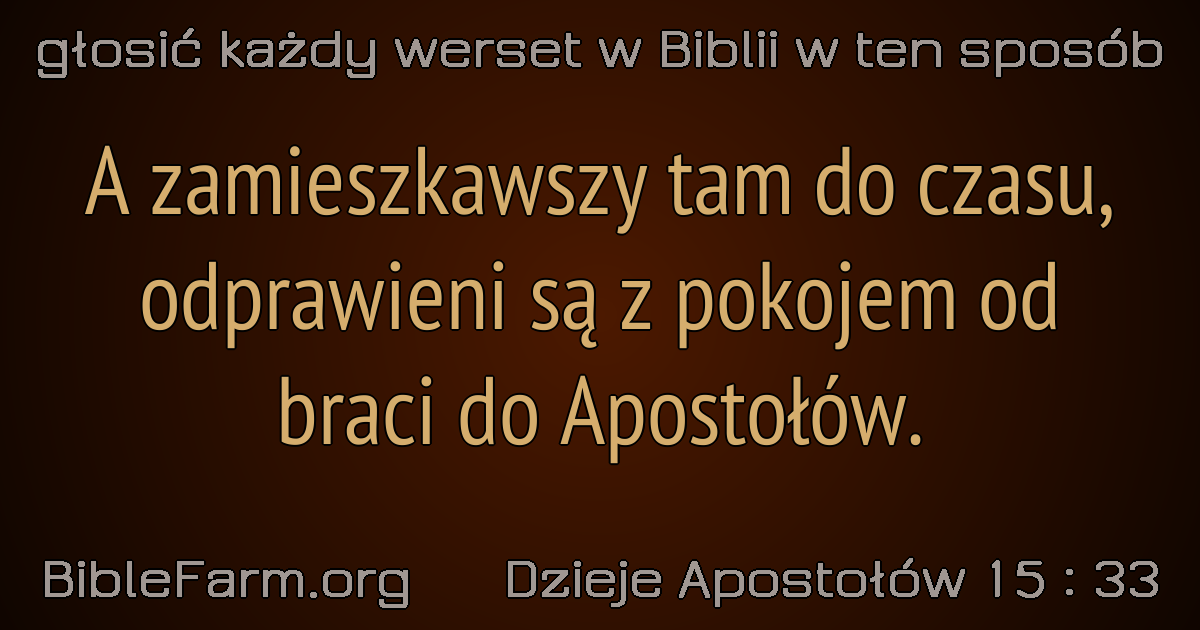 głosić każdy werset w Biblii w ten sposób
A zamieszkawszy tam do czasu,
odprawieni są z pokojem od
braci do Apostołów.
BibleFarm.org
Dzieje Apostołów 15 : 33